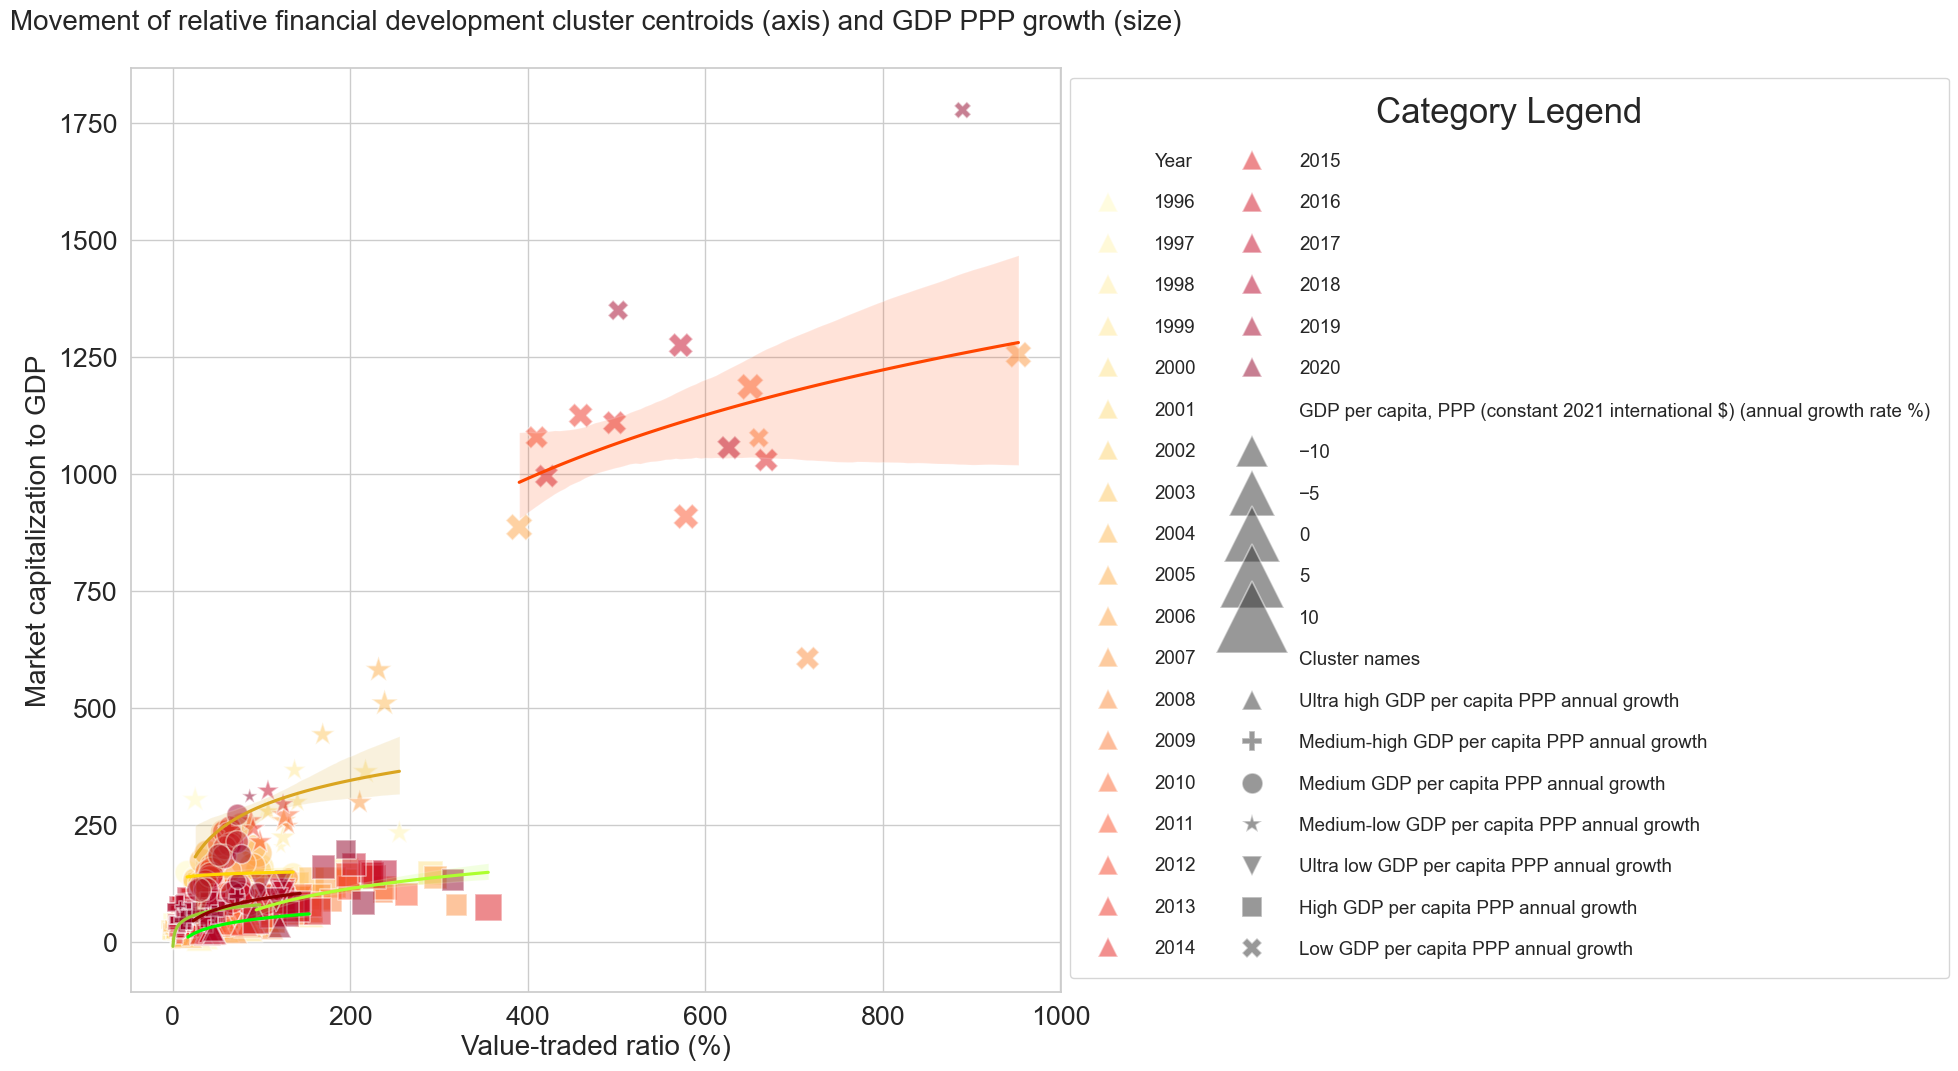 Movement of relative financial development cluster centroids (axis) and GDP PPP growth (size)
Market capitalization to GDP
1750
1500
1250
1000
750
500
250
0
0 200 400 600 800 1000
Value-traded ratio (%)
Category Legend
Year
1996
1997
1998
1999
2000
2001
2002
2003
2004
2005
2006
2007
2008
2009
2010
2011
2012
2013
2014
2015
2016
2017
2018
2019
2020
GDP per capita, PPP (constant 2021 international $) (annual growth rate %)
−10
−5
0
5
10
Cluster names
Ultra high GDP per capita PPP annual growth
Medium-high GDP per capita PPP annual growth
Medium GDP per capita PPP annual growth
Medium-low GDP per capita PPP annual growth
Ultra low GDP per capita PPP annual growth
High GDP per capita PPP annual growth
Low GDP per capita PPP annual growth